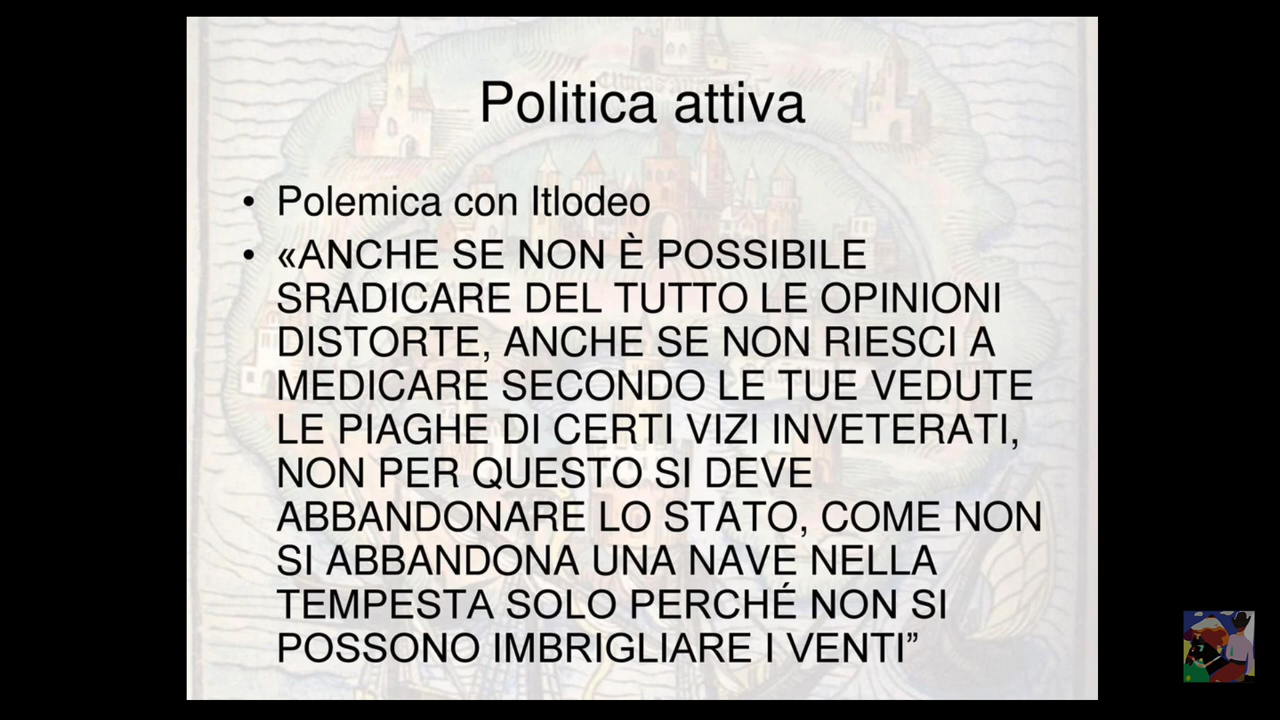 Politica attiva
• Polemica con Itlodeo
• «ANCHE SE NON È POSSIBILE
SRADICARE DEL TUTTO LE OPINIONI
DISTORTE, ANCHE SE NON RIESCI A
MEDICARE SECONDO LE TUE VEDUTE
LE PIAGHE DI CERTI VIZI INVETERATI,
NON PER QUESTO SI DEVE
ABBANDONARE LO STATO, COME NON
SI ABBANDONA UNA NAVE NELLA
TEMPESTA SOLO PERCHÉ NON SI
POSSONO IMBRIGLIARE I VENTI”